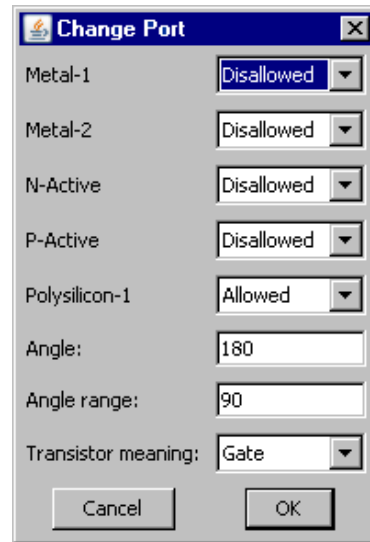 Change Port
Metal-1 Disallowed
Metal-2 Disallowed
N-Active Disallowed
P-Active Disallowed
Polysilicon-1 Allowed
Angle: 180
Angle range: 90
Transistor meaning: Gate
Cancel OK